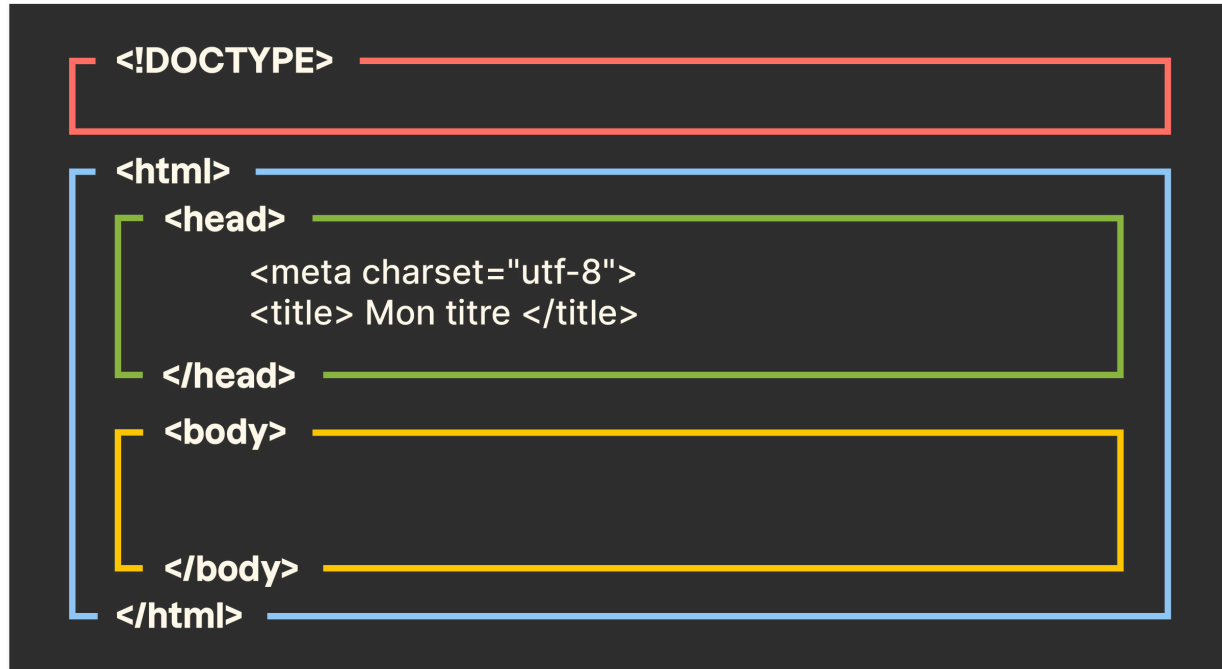 <!DOCTYPE>
<html>
<head>
<meta charset="utf-8">
<title> Mon titre </title>
</head>
<body>
</body>
</html>